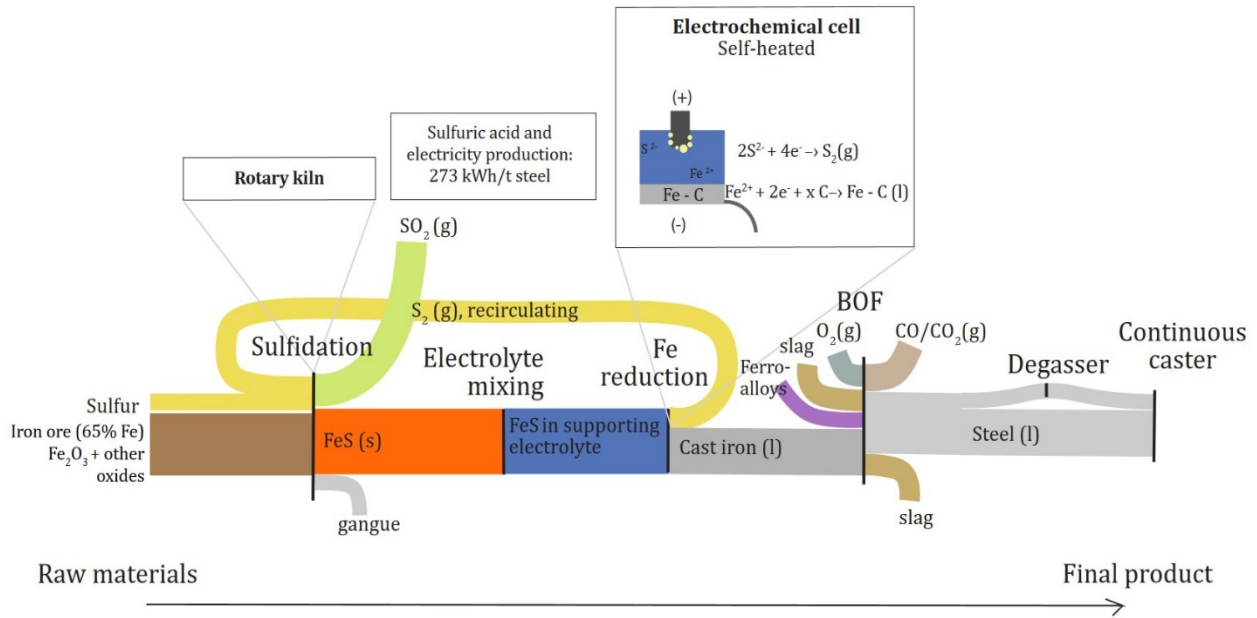 Electrochemical cell
Self-heated
(+)
S²⁻
Fe²⁺
Fe - C
(-)
2S²⁻ + 4e⁻ -> S₂(g)
Fe²⁺ + 2e⁻ + x C -> Fe - C (l)
Sulfuric acid and
electricity production:
273 kWh/t steel
Rotary kiln
SO₂ (g)
S₂ (g), recirculating
Sulfidation
Electrolyte
mixing
Fe
reduction
BOF
O₂(g)
CO/CO₂(g)
slag
Ferro-
alloys
Degasser
Continuous
caster
Sulfur
Iron ore (65% Fe)
Fe₂O₃ + other
oxides
FeS (s)
FeS in supporting
electrolyte
Cast iron (l)
Steel (l)
gangue
slag
Raw materials
Final product